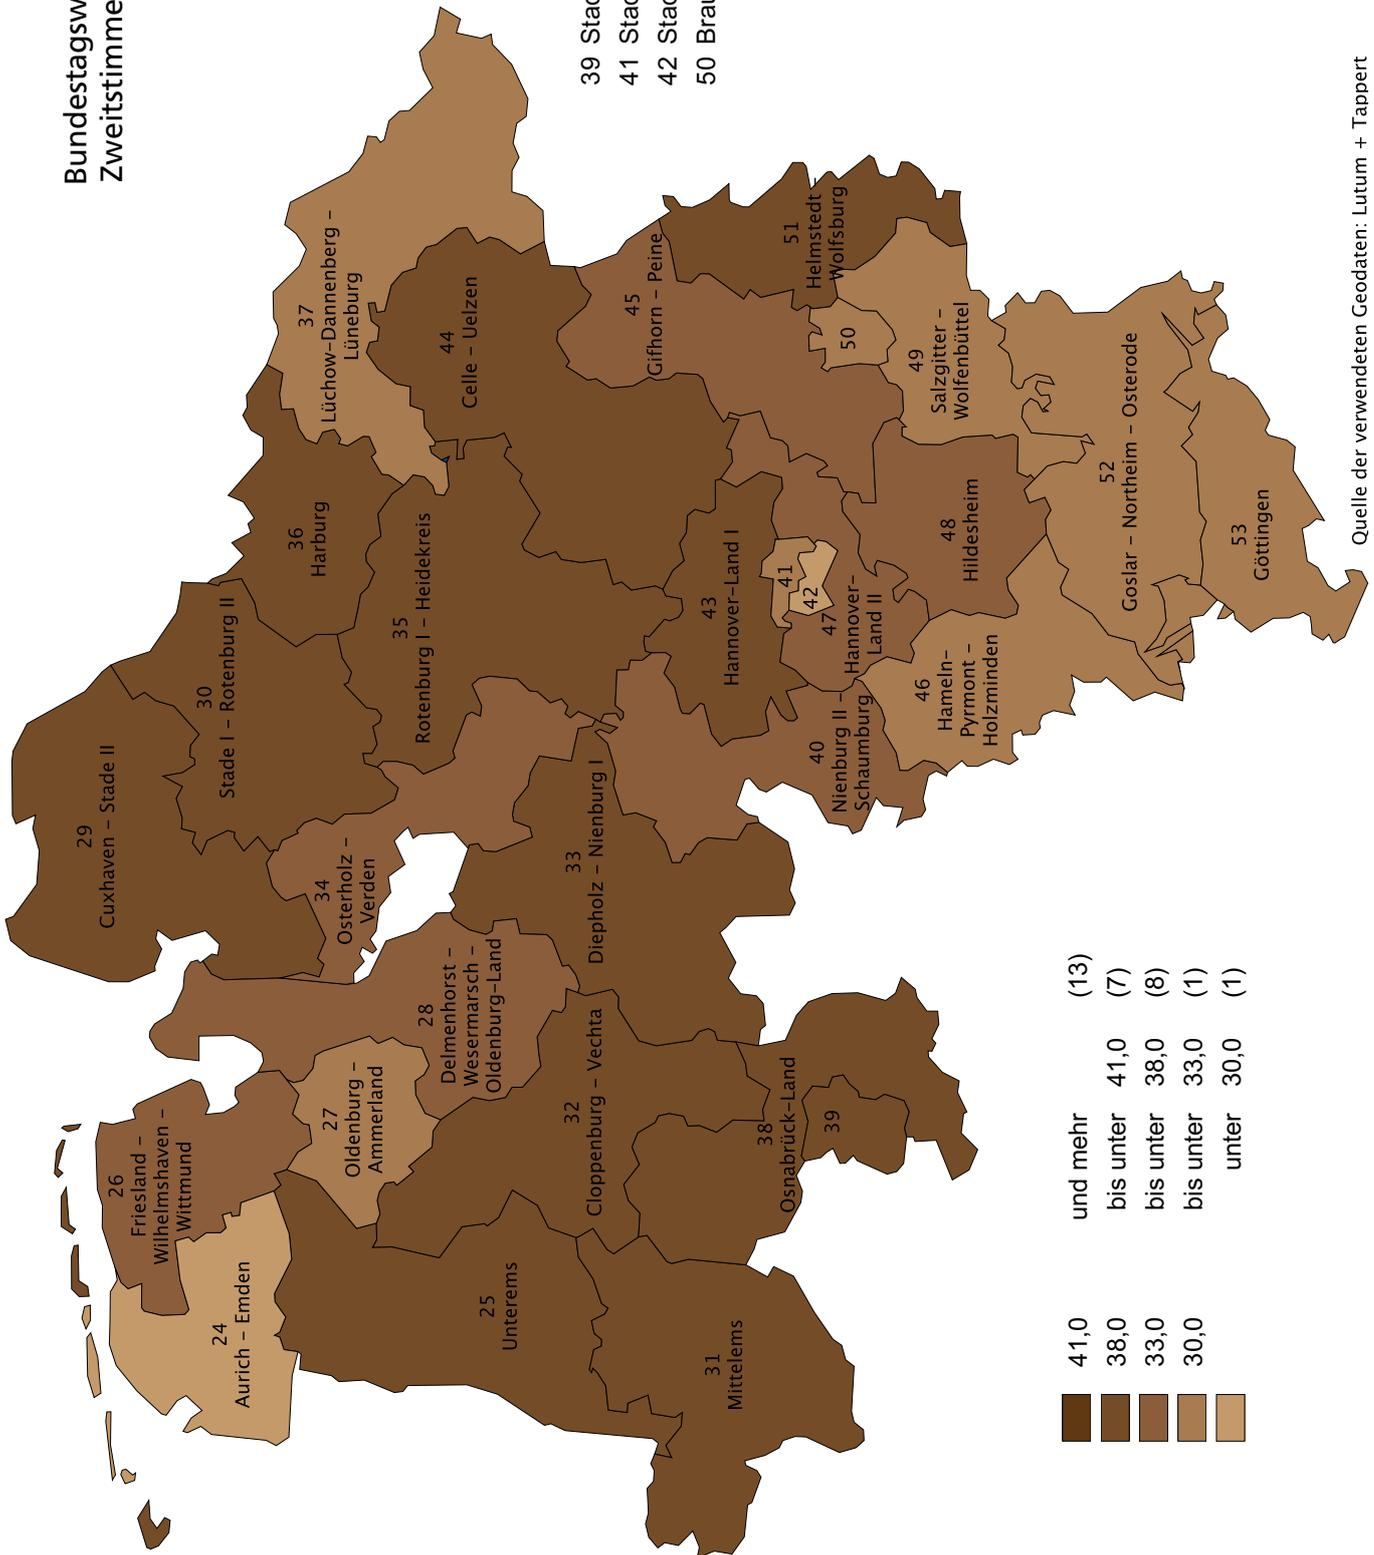 Bundestagsw
Zweitstimme
39 Stad
41 Stad
42 Stad
50 Brau
29
Cuxhaven – Stade II
30
Stade I – Rotenburg II
36
Harburg
37
Lüchow–Dannenberg –
Lüneburg
26
Friesland –
Wilhelmshaven –
Wittmund
24
Aurich – Emden
27
Oldenburg –
Ammerland
34
Osterholz –
Verden
35
Rotenburg I – Heidekreis
44
Celle – Uelzen
28
Delmenhorst –
Wesermarsch –
Oldenburg–Land
25
Unterems
32
Cloppenburg – Vechta
33
Diepholz – Nienburg I
45
Gifhorn – Peine
31
Mittelems
43
Hannover–Land I
38
Osnabrück–Land
39
41
42
47
Hannover–
Land II
40
Nienburg II –
Schaumburg
51
Helmstedt –
Wolfsburg
50
46
Hameln–
Pyrmont –
Holzminden
48
Hildesheim
49
Salzgitter –
Wolfenbüttel
52
Goslar – Northeim – Osterode
53
Göttingen
41,0 und mehr (13)
38,0 bis unter 41,0 (7)
33,0 bis unter 38,0 (8)
30,0 bis unter 33,0 (1)
unter 30,0 (1)
Quelle der verwendeten Geodaten: Lutum + Tappert